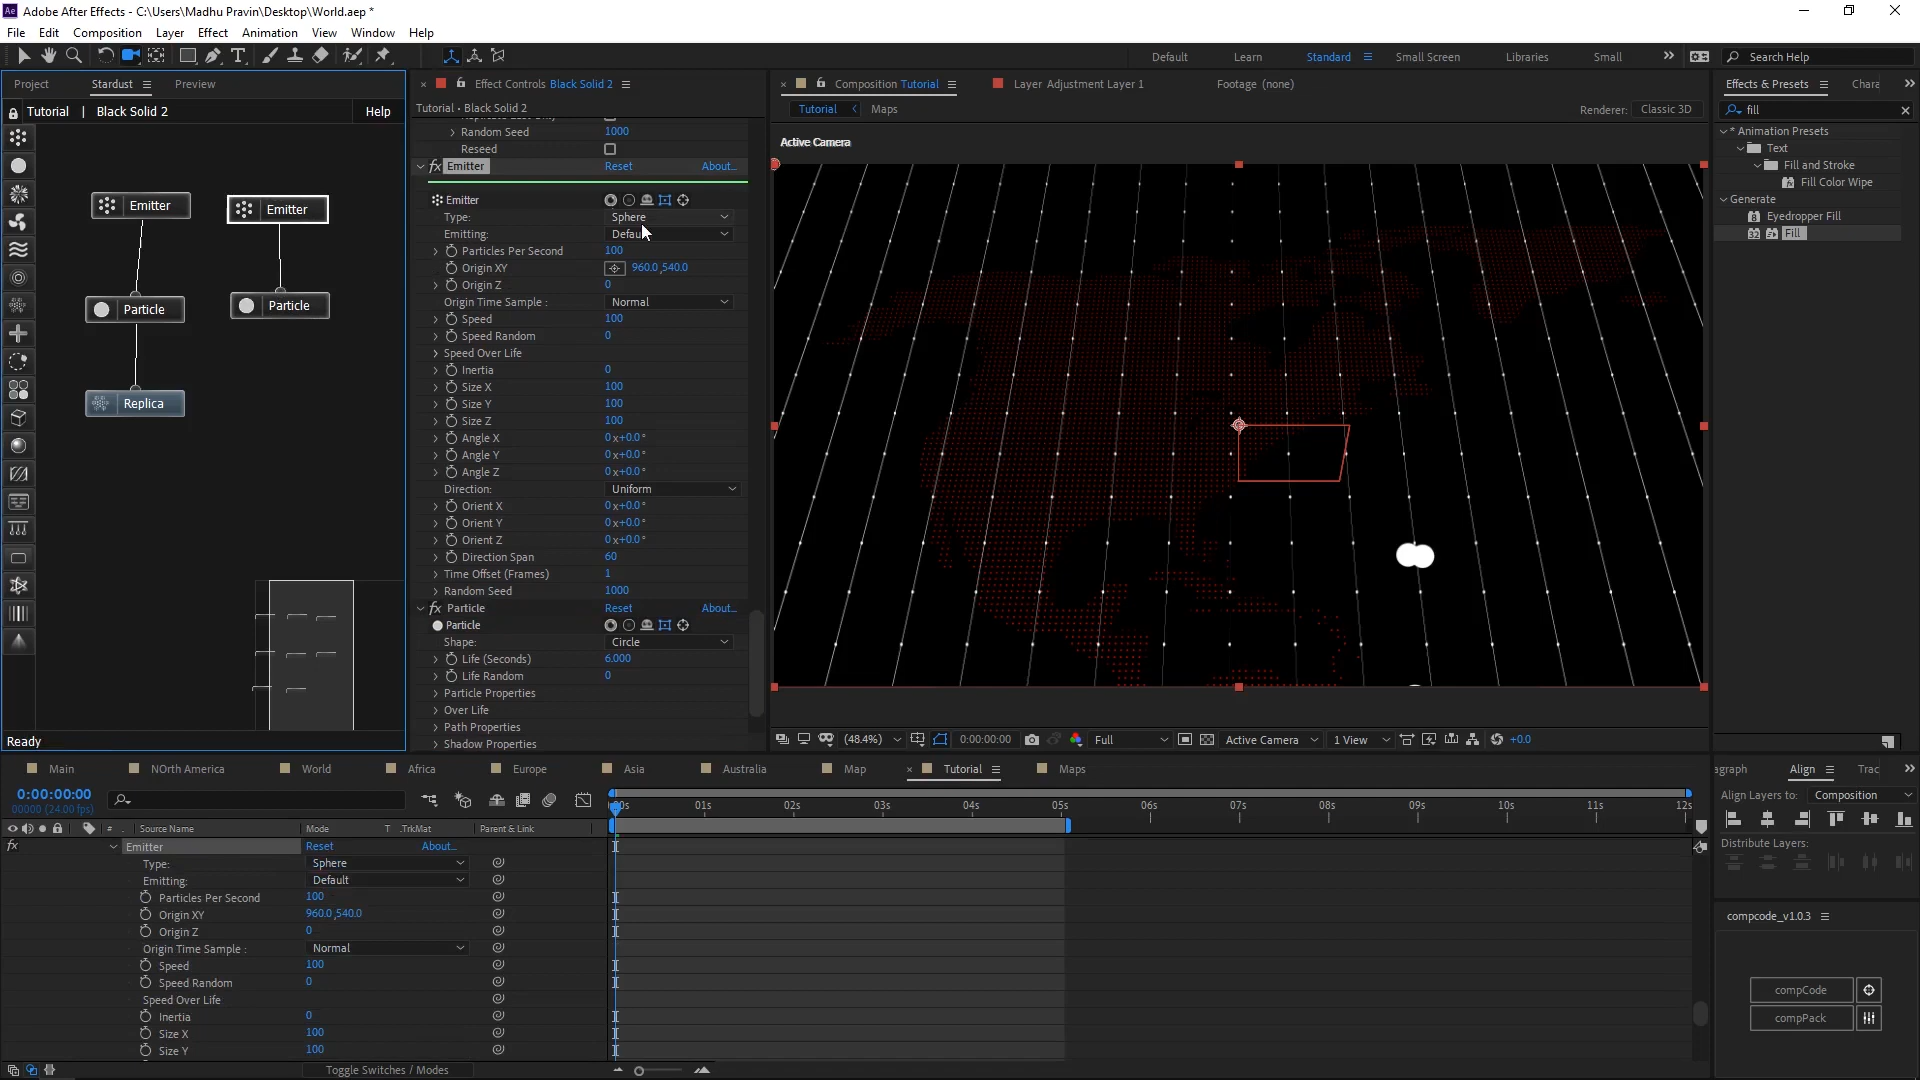 Adobe After Effects - C:\Users\Madhu Pravin\Desktop\World.aep *
File Edit Composition Layer Effect Animation View Window Help
Default Learn Standard Small Screen Libraries Small Search Help
Project Stardust Preview
Effect Controls Black Solid 2
Composition Tutorial
Layer Adjustment Layer 1
Footage (none)
Effects & Presets
Chara
Tutorial | Black Solid 2 Help
Tutorial • Black Solid 2
Tutorial Maps
Renderer: Classic 3D
fill
Active Camera
Random Seed 1000
Reseed
fx Emitter Reset About...
Emitter
Type: Sphere
Emitting: Default
Particles Per Second 100
Origin XY 960.0 ,540.0
Origin Z 0
Origin Time Sample : Normal
Speed 100
Speed Random 0
Speed Over Life
Inertia 0
Size X 100
Size Y 100
Size Z 100
Angle X 0 x+0.0 °
Angle Y 0 x+0.0 °
Angle Z 0 x+0.0 °
Direction: Uniform
Orient X 0 x+0.0 °
Orient Y 0 x+0.0 °
Orient Z 0 x+0.0 °
Direction Span 60
Time Offset (Frames) 1
Random Seed 1000
fx Particle Reset About...
Particle
Shape: Circle
Life (Seconds) 6.000
Life Random 0
Particle Properties
Over Life
Path Properties
Shadow Properties
Emitter Emitter
Particle Particle
Replica
Ready
* Animation Presets
Text
Fill and Stroke
Fill Color Wipe
Generate
Eyedropper Fill
Fill
(48.4%) 0:00:00:00 Full Active Camera 1 View +0.0
Main NOrth America World Africa Europe Asia Australia Map Tutorial Maps
0:00:00:00
00000 (24.00 fps)
:00s 01s 02s 03s 04s 05s 06s 07s 08s 09s 10s 11s 12s
# Source Name Mode T .TrkMat Parent & Link
fx Emitter Reset About...
Type: Sphere
Emitting: Default
Particles Per Second 100
Origin XY 960.0 ,540.0
Origin Z 0
Origin Time Sample : Normal
Speed 100
Speed Random 0
Speed Over Life
Inertia 0
Size X 100
Size Y 100
Toggle Switches / Modes
agraph Align Trac
Align Layers to: Composition
Distribute Layers:
compcode_v1.0.3
compCode
compPack